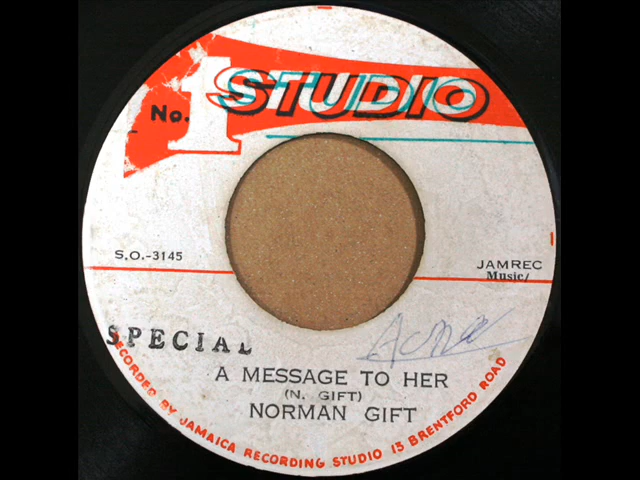 No. 1 STUDIO
S.O.-3145
JAMREC
Music/
SPECIAL
A MESSAGE TO HER
(N. GIFT)
NORMAN GIFT
RECORDED BY JAMAICA RECORDING STUDIO 13 BRENTFORD ROAD